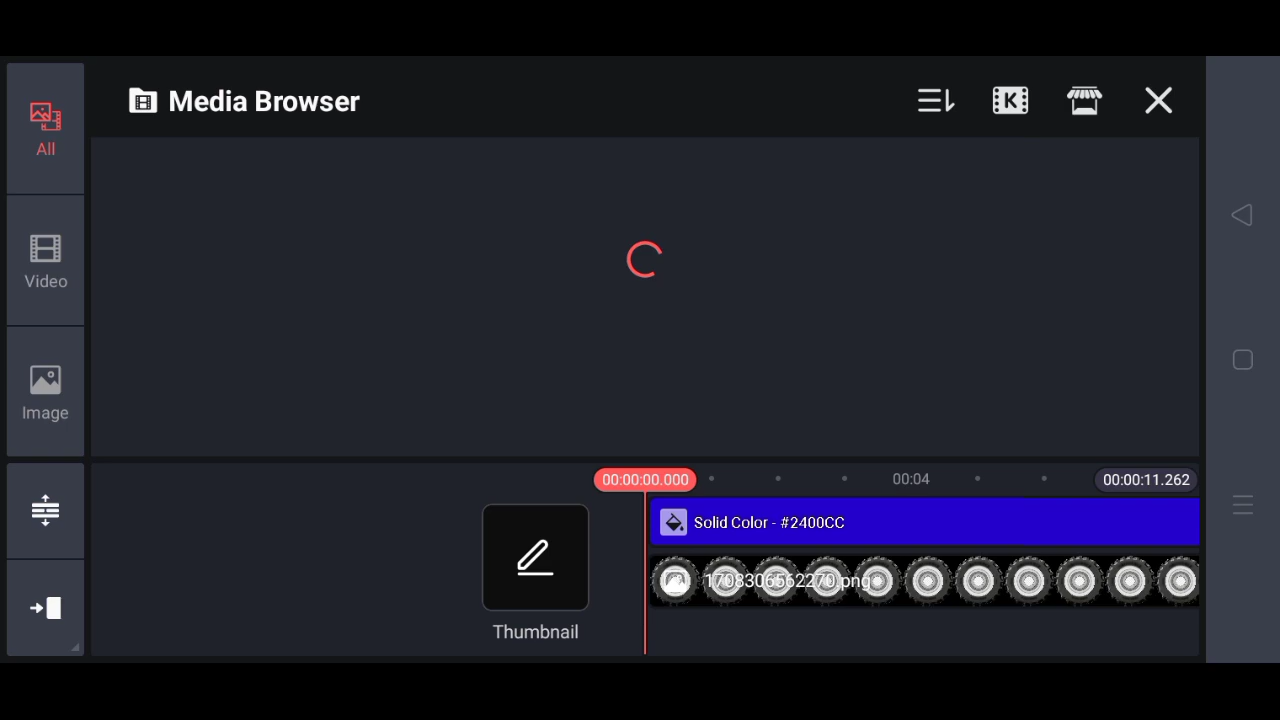 Media Browser
K
All
Video
Image
00:00:00.000
00:04
00:00:11.262
Solid Color - #2400CC
1708306562270.png
Thumbnail